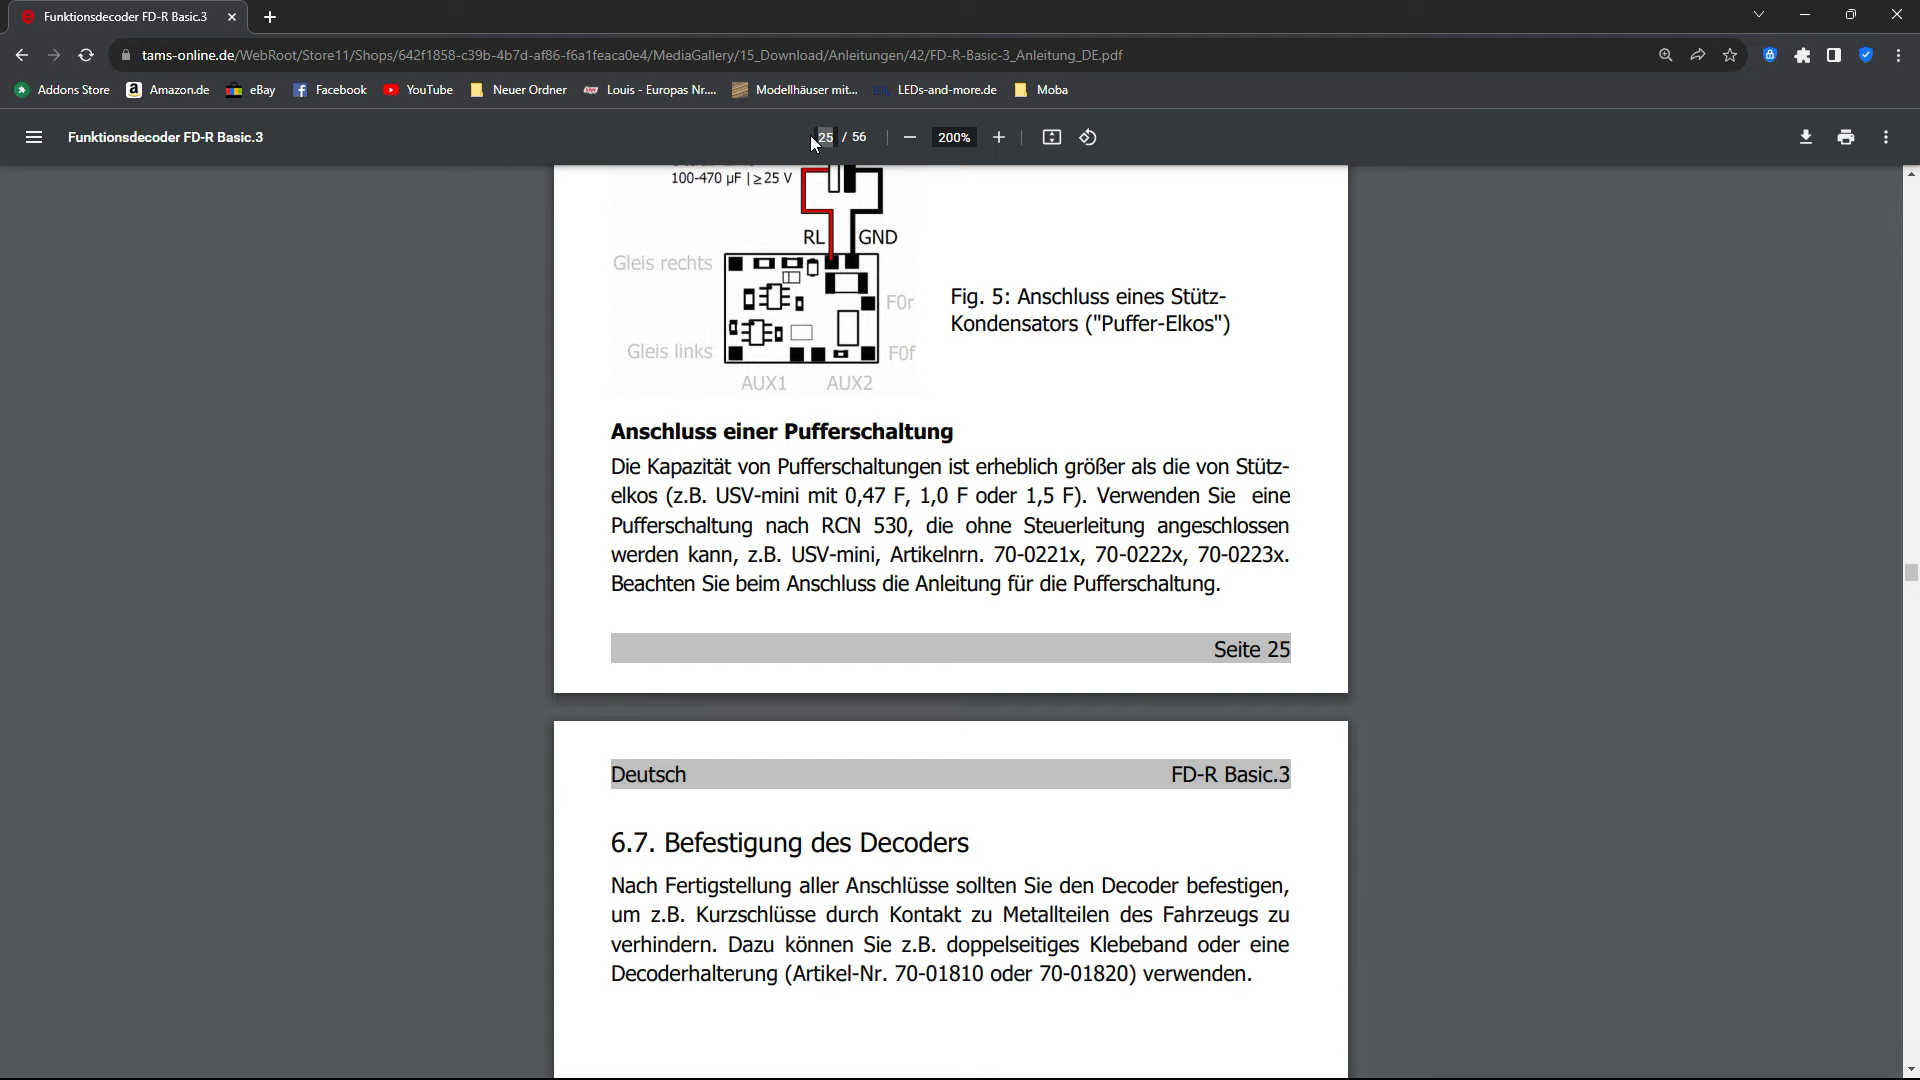 Funktionsdecoder FD-R Basic.3
tams-online.de/WebRoot/Store11/Shops/642f1858-c39b-4b7d-af86-f6a1feaca0e4/MediaGallery/15_Download/Anleitungen/42/FD-R-Basic-3_Anleitung_DE.pdf
Addons Store Amazon.de eBay Facebook YouTube Neuer Ordner Louis - Europas Nr.... Modellhäuser mit... LEDs-and-more.de Moba
Funktionsdecoder FD-R Basic.3 25 / 56 200%
100-470 µF | ≥ 25 V
RL GND
Gleis rechts
F0r
Gleis links
F0f
AUX1 AUX2
Fig. 5: Anschluss eines Stütz-
Kondensators ("Puffer-Elkos")
Anschluss einer Pufferschaltung
Die Kapazität von Pufferschaltungen ist erheblich größer als die von Stütz-
elkos (z.B. USV-mini mit 0,47 F, 1,0 F oder 1,5 F). Verwenden Sie eine
Pufferschaltung nach RCN 530, die ohne Steuerleitung angeschlossen
werden kann, z.B. USV-mini, Artikelnrn. 70-0221x, 70-0222x, 70-0223x.
Beachten Sie beim Anschluss die Anleitung für die Pufferschaltung.
Seite 25
Deutsch FD-R Basic.3
6.7. Befestigung des Decoders
Nach Fertigstellung aller Anschlüsse sollten Sie den Decoder befestigen,
um z.B. Kurzschlüsse durch Kontakt zu Metallteilen des Fahrzeugs zu
verhindern. Dazu können Sie z.B. doppelseitiges Klebeband oder eine
Decoderhalterung (Artikel-Nr. 70-01810 oder 70-01820) verwenden.